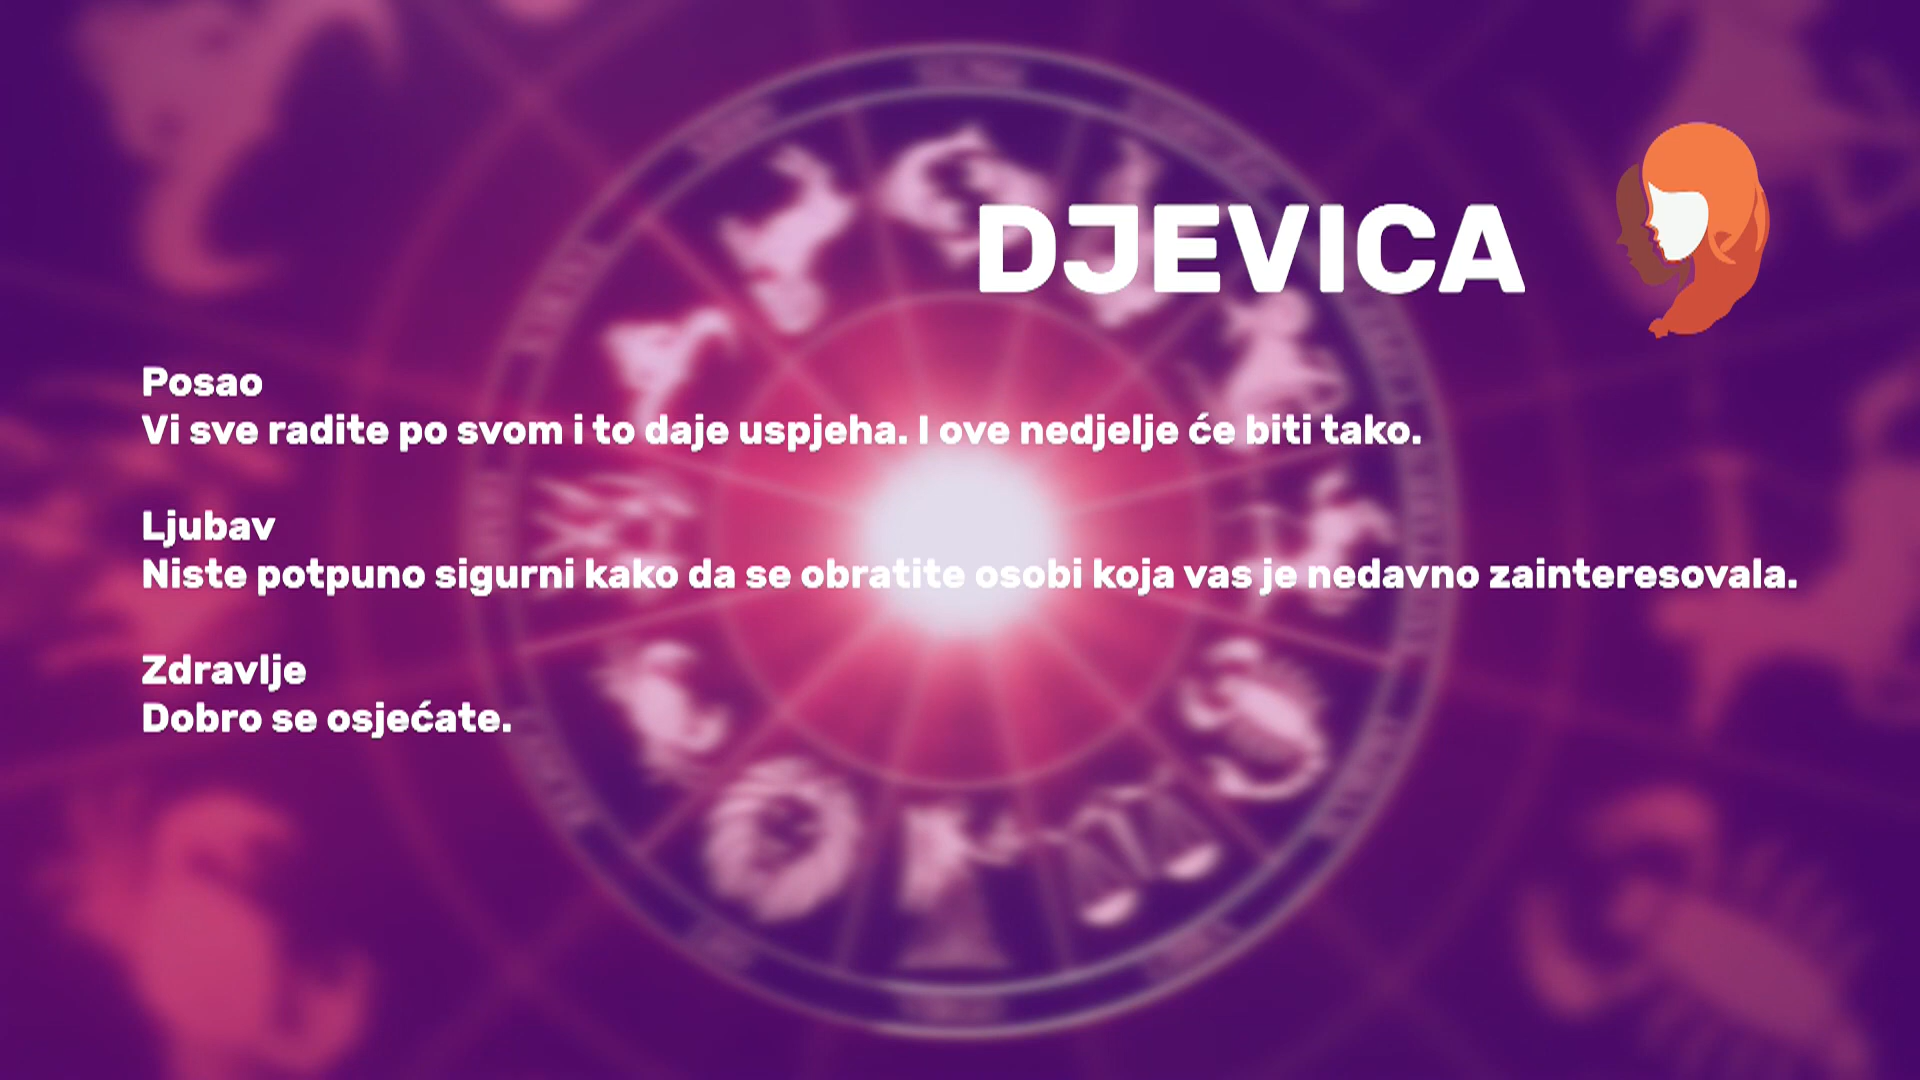 DJEVICA
Posao
Vi sve radite po svom i to daje uspjeha. I ove nedjelje će biti tako.
Ljubav
Niste potpuno sigurni kako da se obratite osobi koja vas je nedavno zainteresovala.
Zdravlje
Dobro se osjećate.